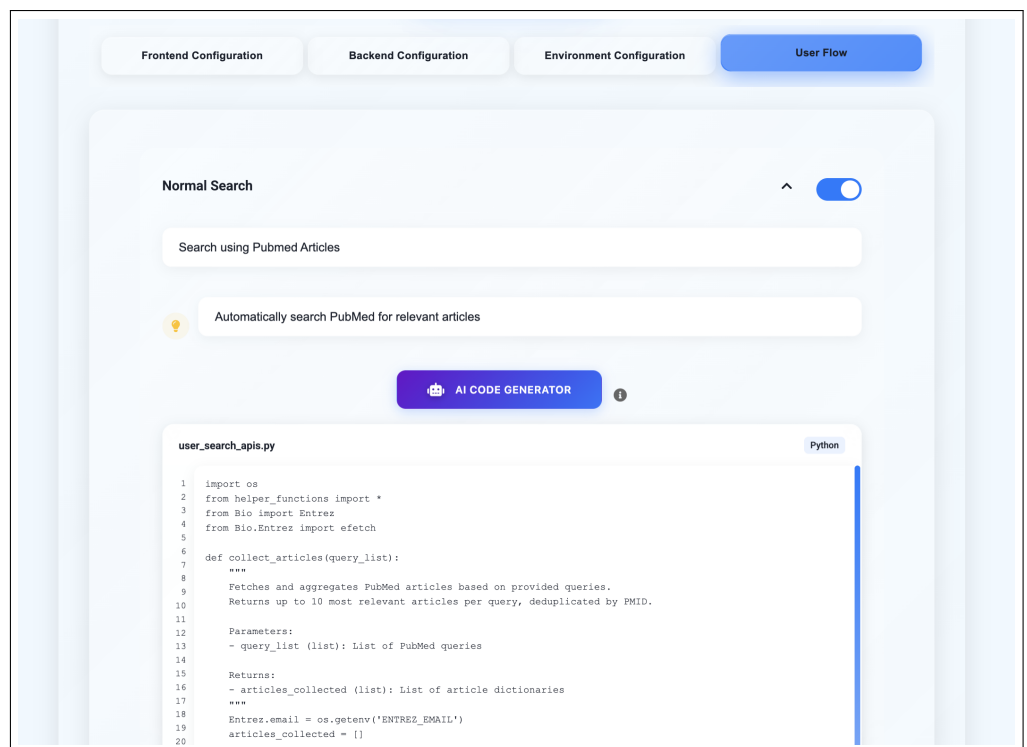 Frontend Configuration
Backend Configuration
Environment Configuration
User Flow
Normal Search
Search using Pubmed Articles
Automatically search PubMed for relevant articles
AI CODE GENERATOR
user_search_apis.py
Python
1 import os
2 from helper_functions import *
3 from Bio import Entrez
4 from Bio.Entrez import efetch
5
6 def collect_articles(query_list):
7 """
8 Fetches and aggregates PubMed articles based on provided queries.
9 Returns up to 10 most relevant articles per query, deduplicated by PMID.
10
11
12 Parameters:
13 - query_list (list): List of PubMed queries
14
15 Returns:
16 - articles_collected (list): List of article dictionaries
17 """
18 Entrez.email = os.getenv('ENTREZ_EMAIL')
19 articles_collected = []
20